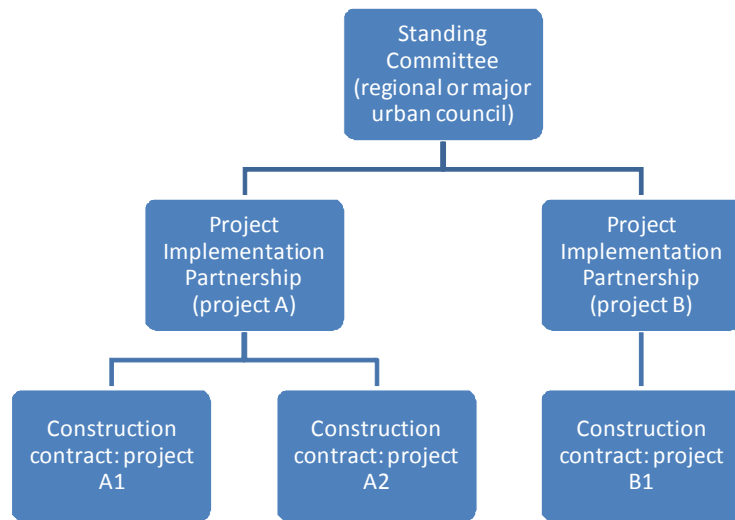 Standing
Committee
(regional or major
urban council)
Project
Implementation
Partnership
(project A)
Project
Implementation
Partnership
(project B)
Construction
contract: project
A1
Construction
contract: project
A2
Construction
contract: project
B1